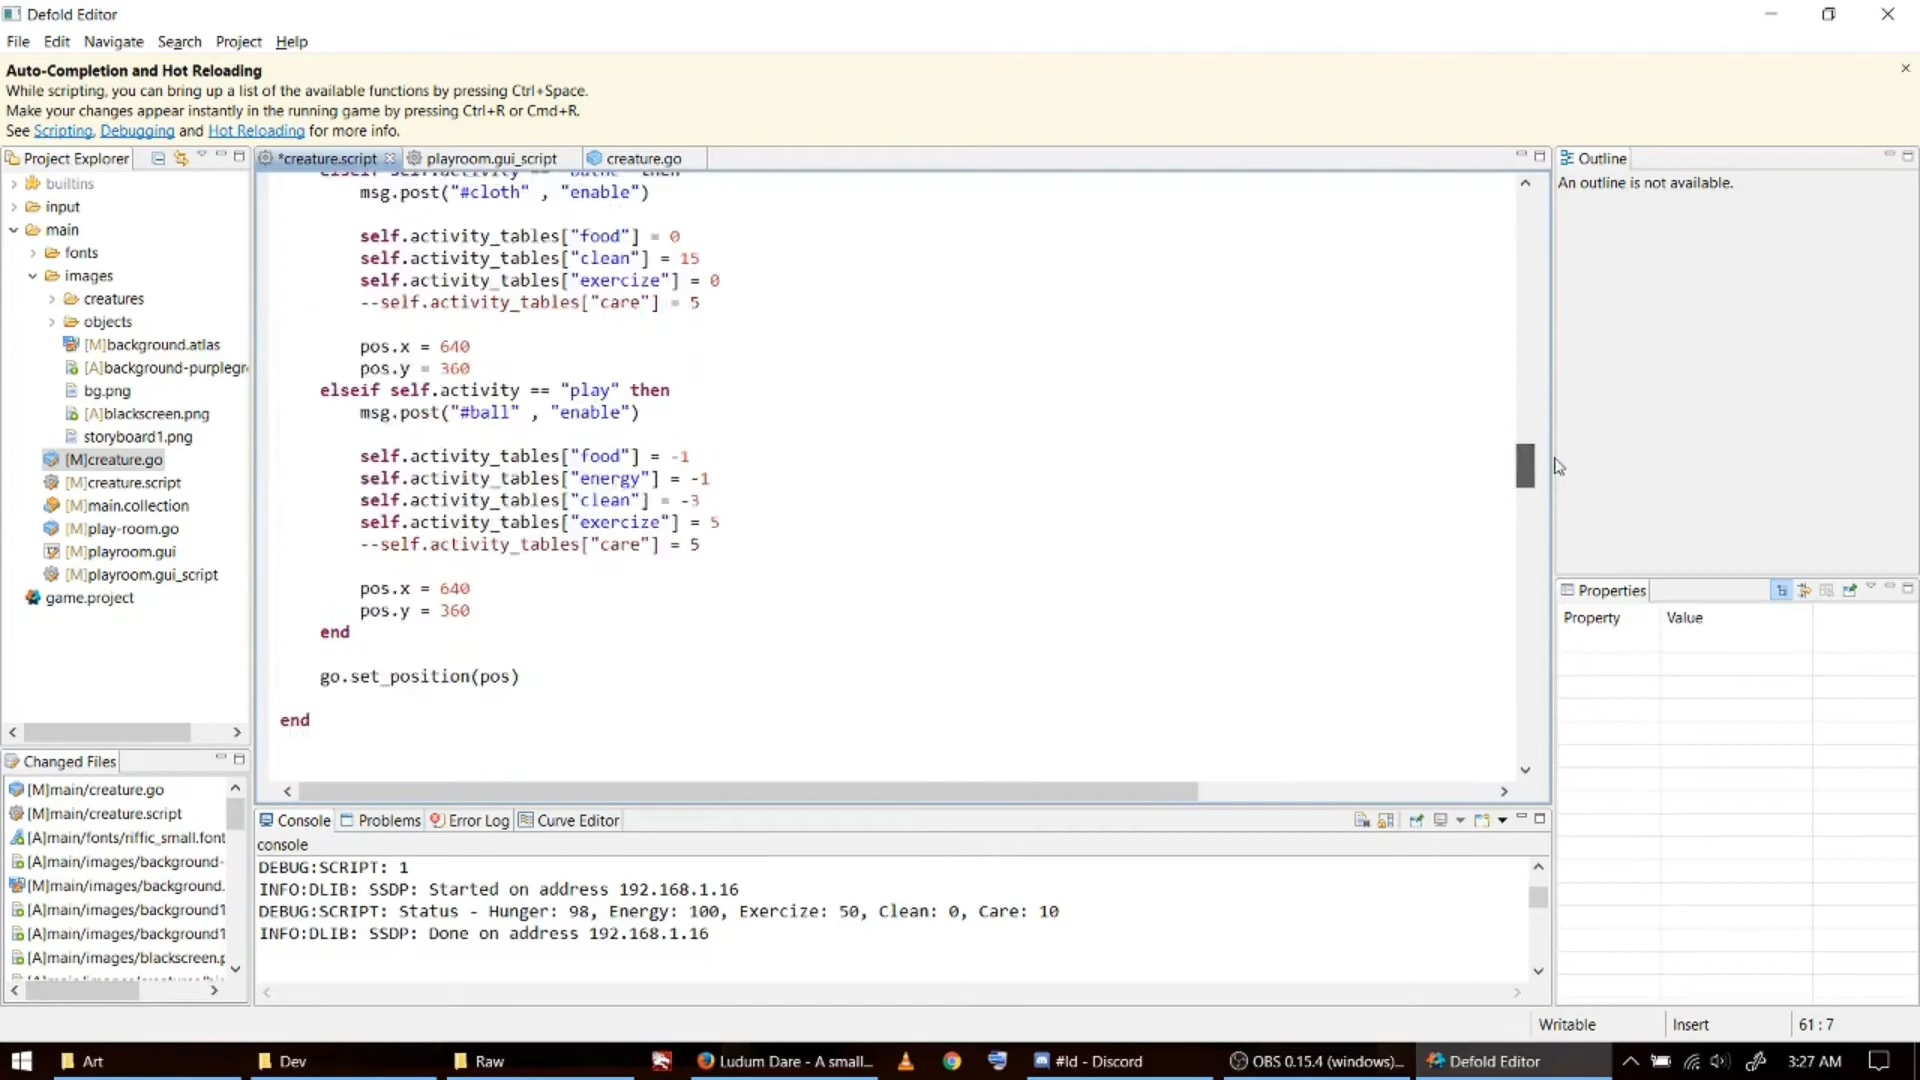 Defold Editor
File Edit Navigate Search Project Help
Auto-Completion and Hot Reloading
While scripting, you can bring up a list of the available functions by pressing Ctrl+Space.
Make your changes appear instantly in the running game by pressing Ctrl+R or Cmd+R.
See Scripting, Debugging and Hot Reloading for more info.
Project Explorer
builtins
input
main
fonts
images
creatures
objects
[M]background.atlas
[A]background-purplegr
bg.png
[A]blackscreen.png
storyboard1.png
[M]creature.go
[M]creature.script
[M]main.collection
[M]play-room.go
[M]playroom.gui
[M]playroom.gui_script
game.project
Changed Files
[M]main/creature.go
[M]main/creature.script
[A]main/fonts/riffic_small.font
[A]main/images/background-
[M]main/images/background.
[A]main/images/background1
[A]main/images/background1
[A]main/images/blackscreen.p
*creature.script playroom.gui_script creature.go
elseif self.activity == "bathe" then
msg.post("#cloth" , "enable")
self.activity_tables["food"] = 0
self.activity_tables["clean"] = 15
self.activity_tables["exercize"] = 0
--self.activity_tables["care"] = 5
pos.x = 640
pos.y = 360
elseif self.activity == "play" then
msg.post("#ball" , "enable")
self.activity_tables["food"] = -1
self.activity_tables["energy"] = -1
self.activity_tables["clean"] = -3
self.activity_tables["exercize"] = 5
--self.activity_tables["care"] = 5
pos.x = 640
pos.y = 360
end
go.set_position(pos)
end
Console Problems Error Log Curve Editor
console
DEBUG:SCRIPT: 1
INFO:DLIB: SSDP: Started on address 192.168.1.16
DEBUG:SCRIPT: Status - Hunger: 98, Energy: 100, Exercize: 50, Clean: 0, Care: 10
INFO:DLIB: SSDP: Done on address 192.168.1.16
Outline
An outline is not available.
Properties
Property Value
Writable Insert 61 : 7
Art Dev Raw Ludum Dare - A small... #ld - Discord OBS 0.15.4 (windows)... Defold Editor 3:27 AM